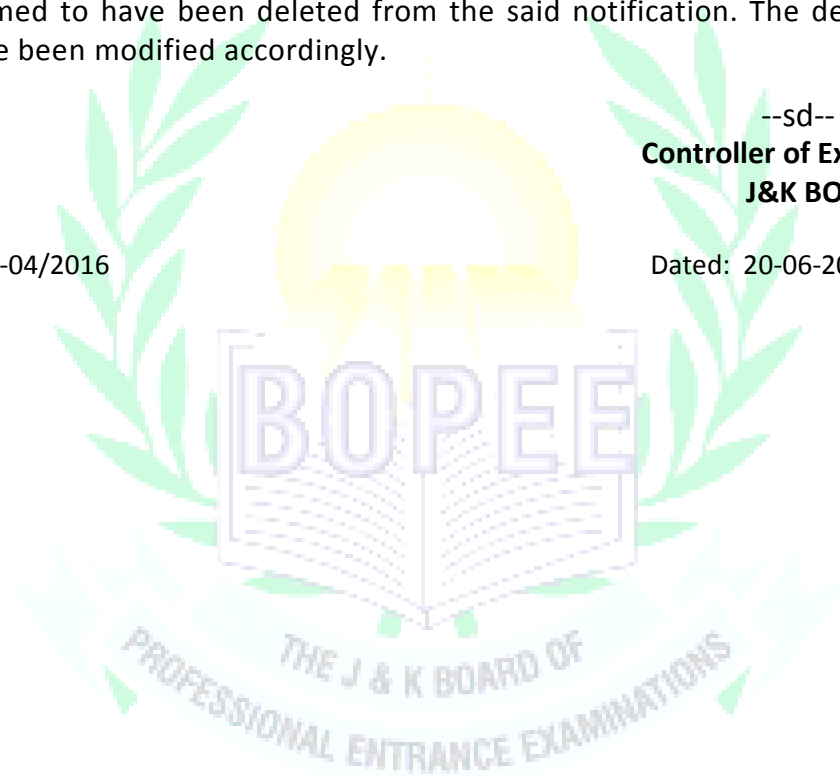 med to have been deleted from the said notification. The de
e been modified accordingly.
--sd--
Controller of Ex
J&K BO
-04/2016 Dated: 20-06-20
BOPEE
THE J & K BOARD OF
PROFESSIONAL ENTRANCE EXAMINATIONS